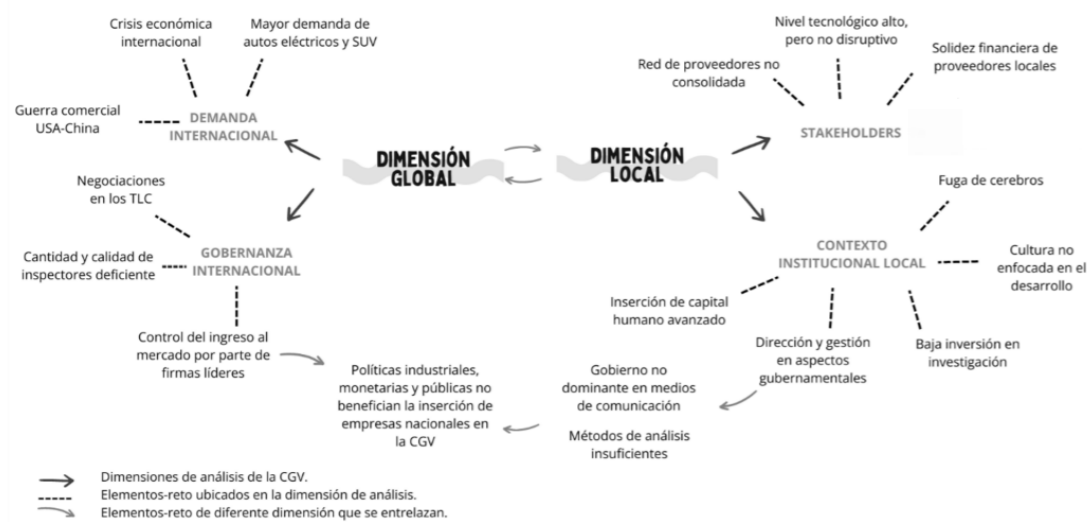 Crisis económica
internacional
Mayor demanda de
autos eléctricos y SUV
Guerra comercial
USA-China
DEMANDA
INTERNACIONAL
DIMENSIÓN
GLOBAL
Negociaciones
en los TLC
Cantidad y calidad de
inspectores deficiente
GOBERNANZA
INTERNACIONAL
Control del ingreso al
mercado por parte de
firmas líderes
Políticas industriales,
monetarias y públicas no
benefician la inserción de
empresas nacionales en
la CGV
Nivel tecnológico alto,
pero no disruptivo
Red de proveedores no
consolidada
Solidez financiera de
proveedores locales
STAKEHOLDERS
DIMENSIÓN
LOCAL
Fuga de cerebros
CONTEXTO
INSTITUCIONAL LOCAL
Cultura no
enfocada en el
desarrollo
Inserción de capital
humano avanzado
Dirección y gestión
en aspectos
gubernamentales
Baja inversión en
investigación
Gobierno no
dominante en medios
de comunicación
Métodos de análisis
insuficientes
Dimensiones de análisis de la CGV.
Elementos-reto ubicados en la dimensión de análisis.
Elementos-reto de diferente dimensión que se entrelazan.